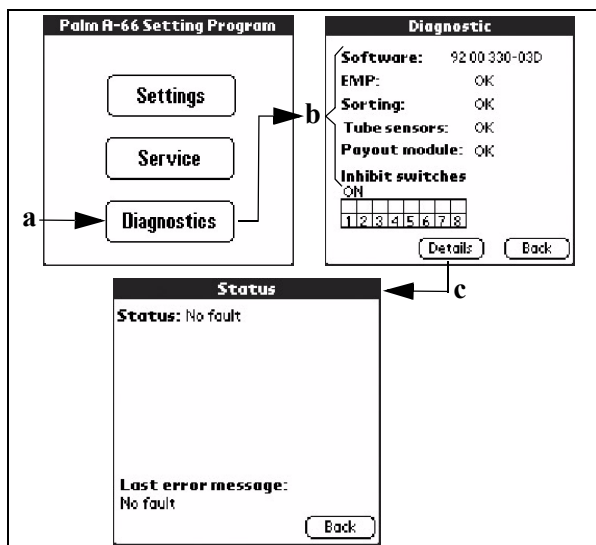 Palm A-66 Setting Program
Settings
Service
a
Diagnostics
Diagnostic
b
Software: 92 00 330-03D
EMP: OK
Sorting: OK
Tube sensors: OK
Payout module: OK
Inhibit switches
ON
1 2 3 4 5 6 7 8
Details Back
c
Status
Status: No fault
Last error message:
No fault
Back